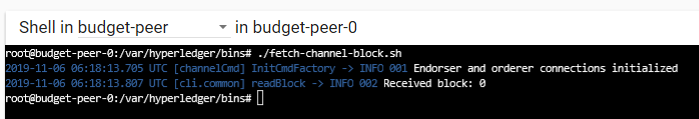 Shell in budget-peer in budget-peer-0
root@budget-peer-0:/var/hyperledger/bins# ./fetch-channel-block.sh
2019-11-06 06:18:13.705 UTC [channelCmd] InitCmdFactory -> INFO 001 Endorser and orderer connections initialized
2019-11-06 06:18:13.807 UTC [cli.common] readBlock -> INFO 002 Received block: 0
root@budget-peer-0:/var/hyperledger/bins#